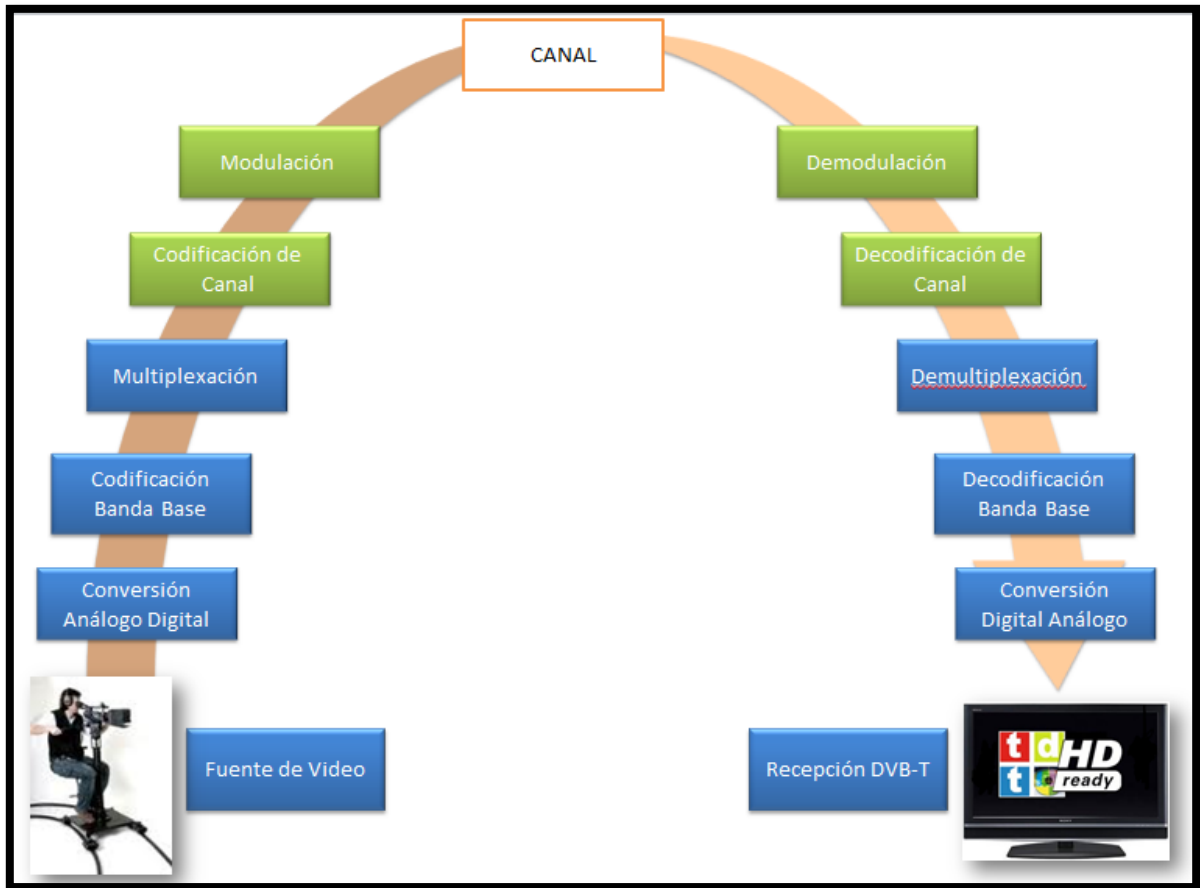 CANAL
Modulación
Demodulación
Codificación de
Canal
Decodificación de
Canal
Multiplexación
Demultiplexación
Codificación
Banda Base
Decodificación
Banda Base
Conversión
Análogo Digital
Conversión
Digital Análogo
Fuente de Video
Recepción DVB-T
tdt HD
ready